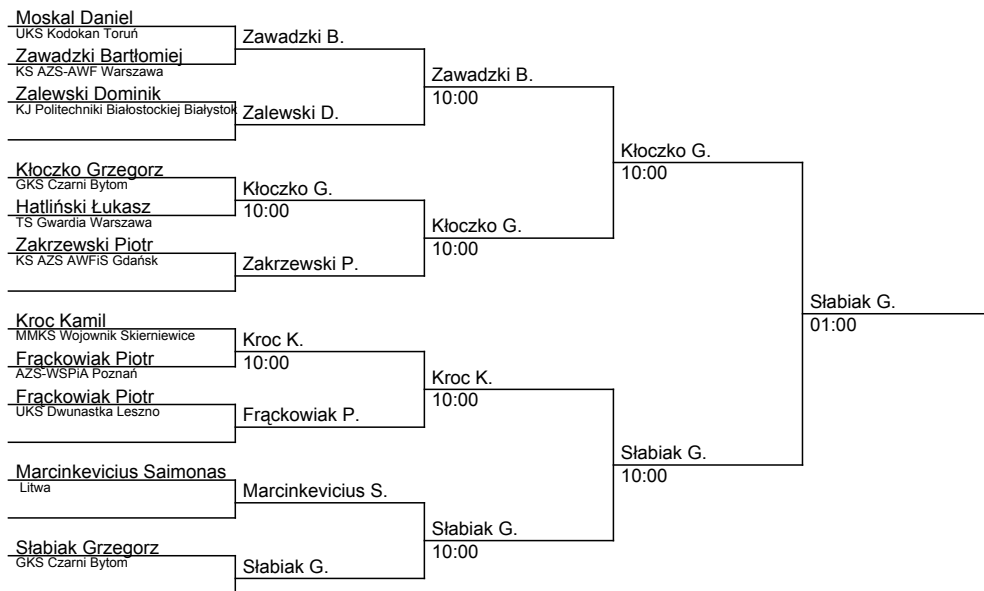 Moskal Daniel
UKS Kodokan Toruń
Zawadzki Bartłomiej
KS AZS-AWF Warszawa
Zalewski Dominik
KJ Politechniki Białostockiej Białystok
Kłoczko Grzegorz
GKS Czarni Bytom
Hatliński Łukasz
TS Gwardia Warszawa
Zakrzewski Piotr
KS AZS AWFiS Gdańsk
Kroc Kamil
MMKS Wojownik Skierniewice
Frąckowiak Piotr
AZS-WSPiA Poznań
Frąckowiak Piotr
UKS Dwunastka Leszno
Marcinkevicius Saimonas
Litwa
Słabiak Grzegorz
GKS Czarni Bytom
Zawadzki B.
Zalewski D.
Kłoczko G.
10:00
Zakrzewski P.
Kroc K.
10:00
Frąckowiak P.
Marcinkevicius S.
Słabiak G.
Zawadzki B.
10:00
Kłoczko G.
10:00
Kroc K.
10:00
Słabiak G.
10:00
Kłoczko G.
10:00
Słabiak G.
10:00
Słabiak G.
01:00